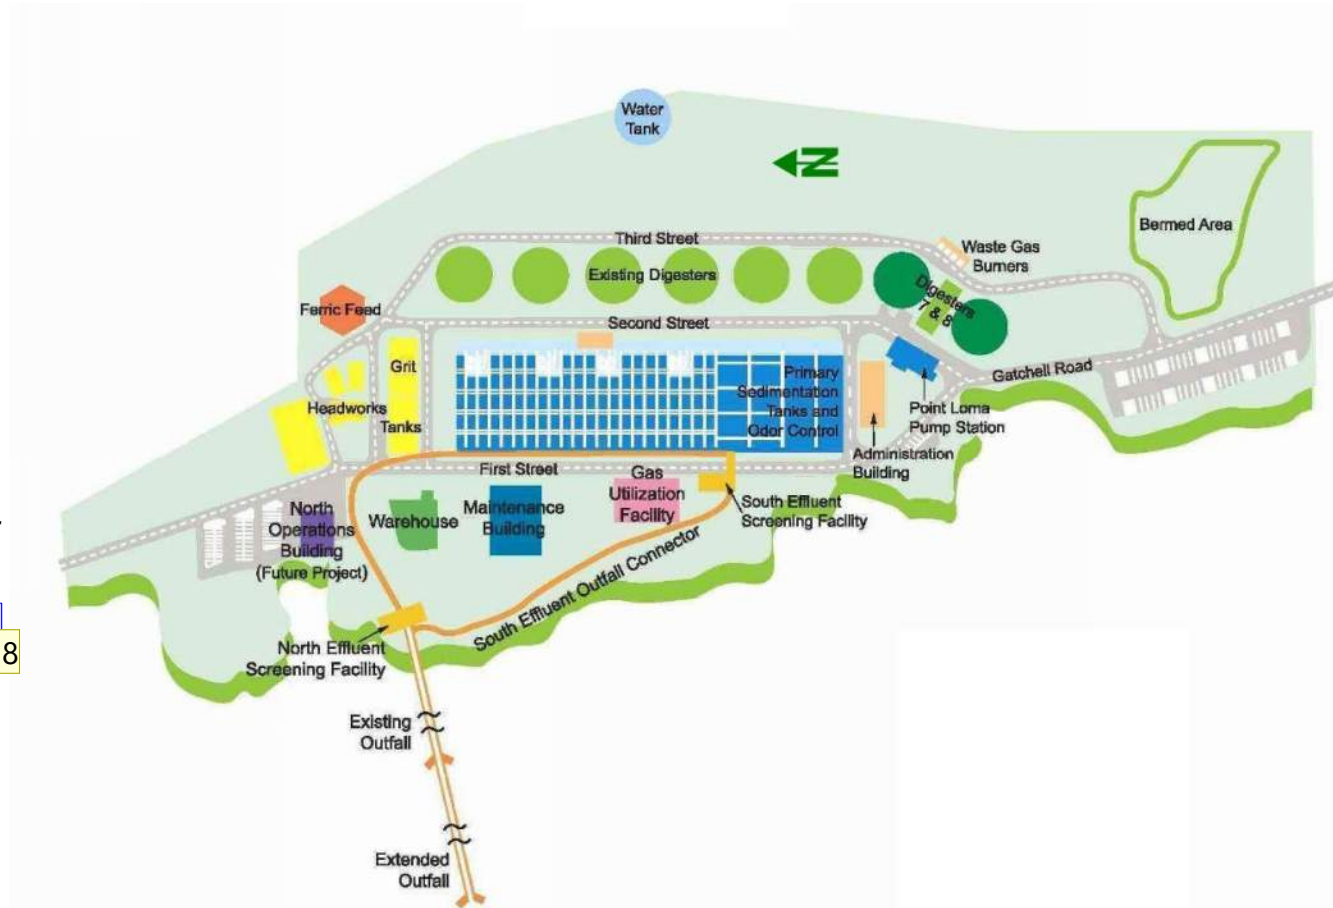 Water
Tank
N
Bermed Area
Third Street
Waste Gas
Burners
Existing Digesters
Digesters
7 & 8
Ferric Feed
Second Street
Grit
Tanks
Headworks
Primary
Sedimentation
Tanks and
Odor Control
Gatchell Road
Point Loma
Pump Station
Administration
Building
First Street
Gas
Utilization
Facility
Maintenance
Building
Warehouse
South Effluent
Screening Facility
North
Operations
Building
(Future Project)
South Effluent Outfall Connector
8
North Effluent
Screening Facility
Existing
Outfall
Extended
Outfall